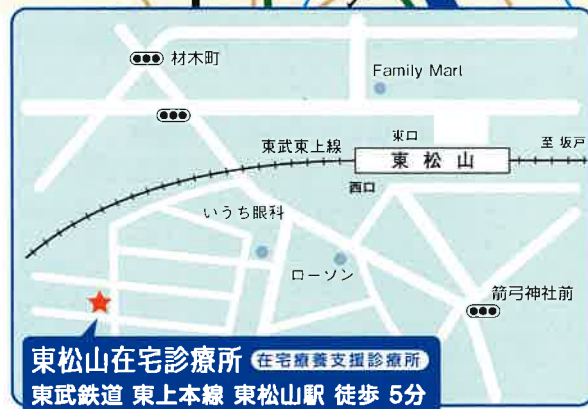 材木町
Family Mart
東武東上線
東口
至 坂戸
東松山
西口
いうち眼科
ローソン
箭弓神社前
東松山在宅診療所 在宅療養支援診療所
東武鉄道 東上本線 東松山駅 徒歩 5分